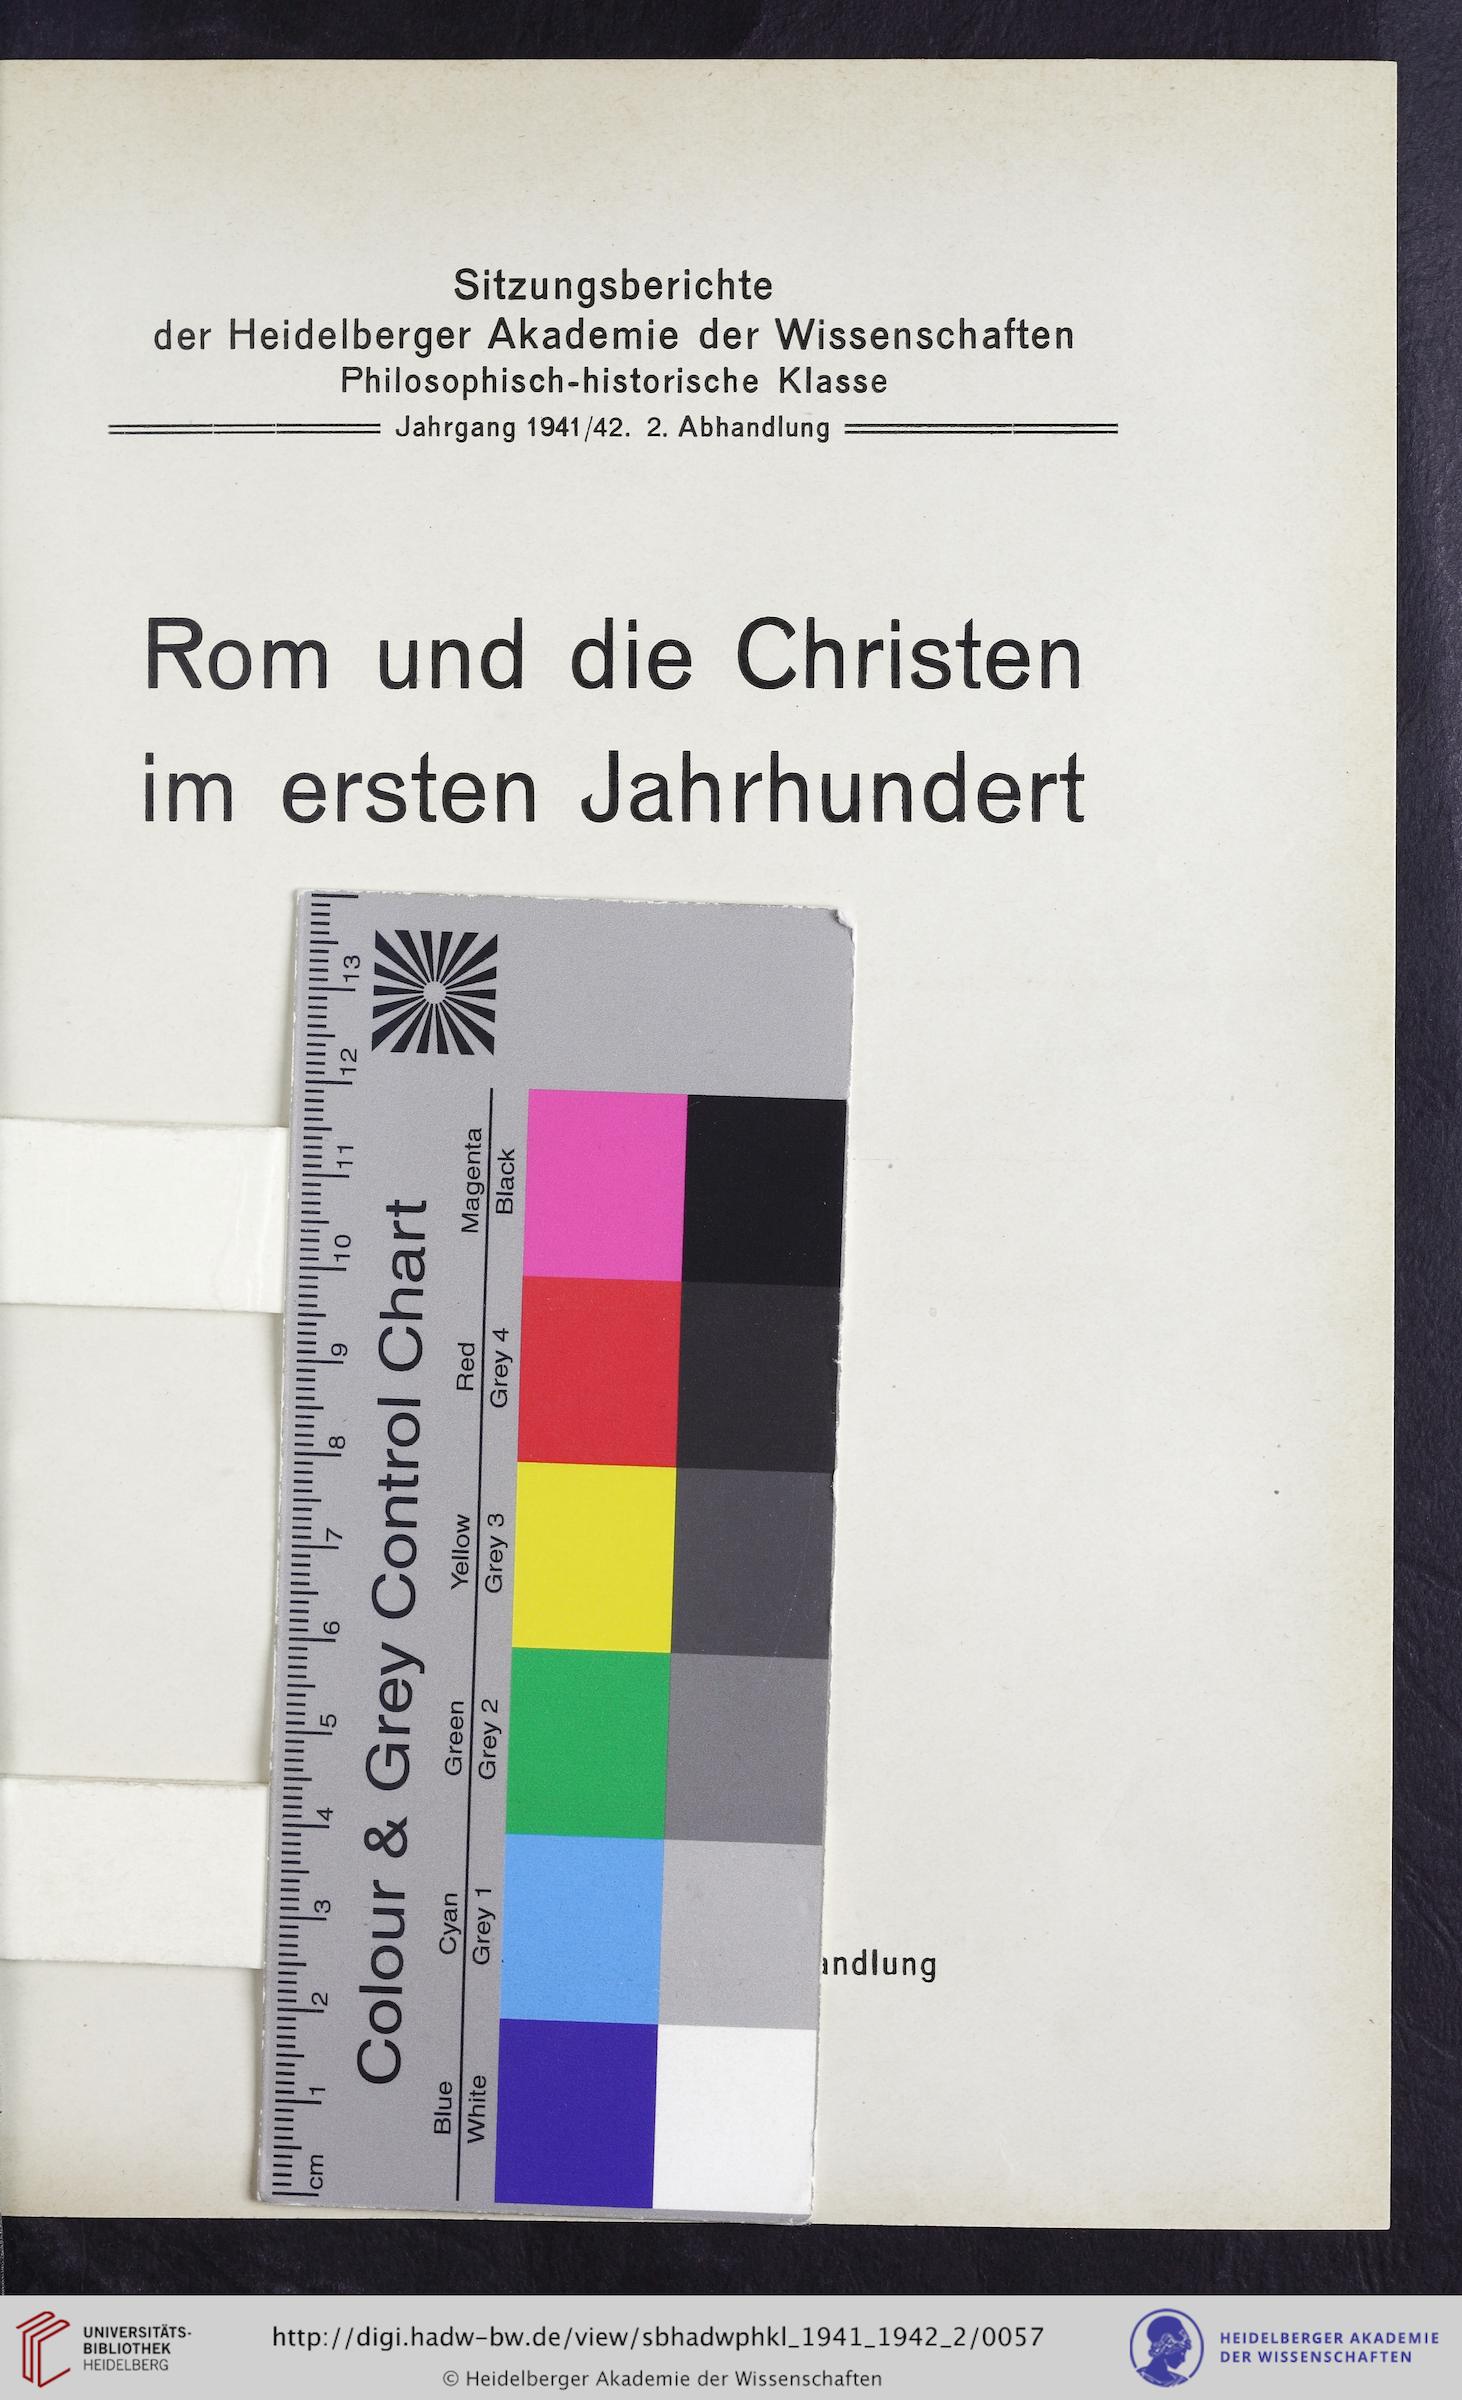 Sitzungsberichte
der Heidelberger Akademie der Wissenschaften
Philosophisch-historische Klasse
Jahrgang 1941/42. 2. Abhandlung
Rom und die Christen
im ersten Jahrhundert
13
12
11
10
9
8
7
6
5
4
3
2
1
cm
Colour & Grey Control Chart
Magenta
Red
Yellow
Green
Cyan
Blue
Black
Grey 4
Grey 3
Grey 2
Grey 1
White
andlung
UNIVERSITÄTS-
BIBLIOTHEK
HEIDELBERG
http://digi.hadw-bw.de/view/sbhadwphkl_1941_1942_2/0057
© Heidelberger Akademie der Wissenschaften
HEIDELBERGER AKADEMIE
DER WISSENSCHAFTEN